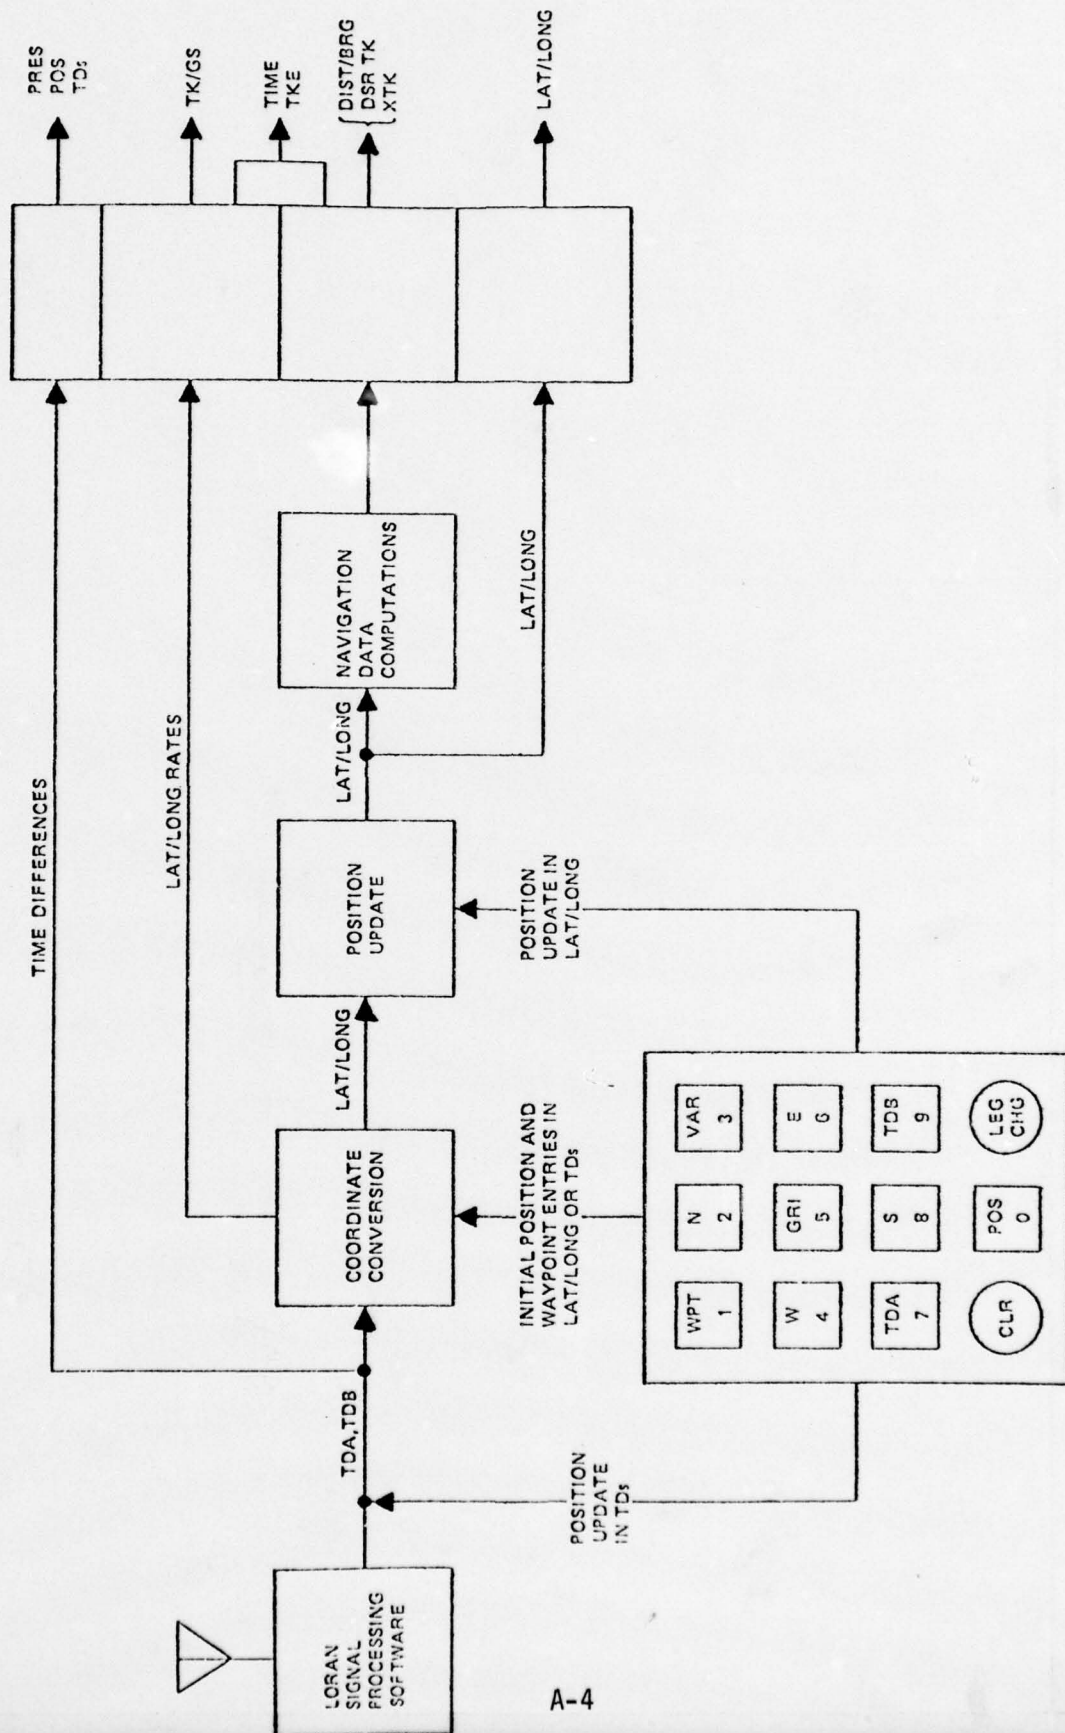 LORAN
SIGNAL
PROCESSING
SOFTWARE
TDA, TDB
POSITION
UPDATE
IN TDs
TIME DIFFERENCES
LAT/LONG RATES
COORDINATE
CONVERSION
INITIAL POSITION AND
WAYPOINT ENTRIES IN
LAT/LONG OR TDs
LAT/LONG
POSITION
UPDATE
POSITION
UPDATE IN
LAT/LONG
LAT/LONG
NAVIGATION
DATA
COMPUTATIONS
LAT/LONG
PRES
POS
TDs
TK/GS
TIME
TKE
DIST/BRG
DSR TK
XTK
LAT/LONG
WPT
1
N
2
VAR
3
W
4
GRI
5
E
6
TDA
7
S
8
TDB
9
CLR
POS
0
LEG
CHG
A-4